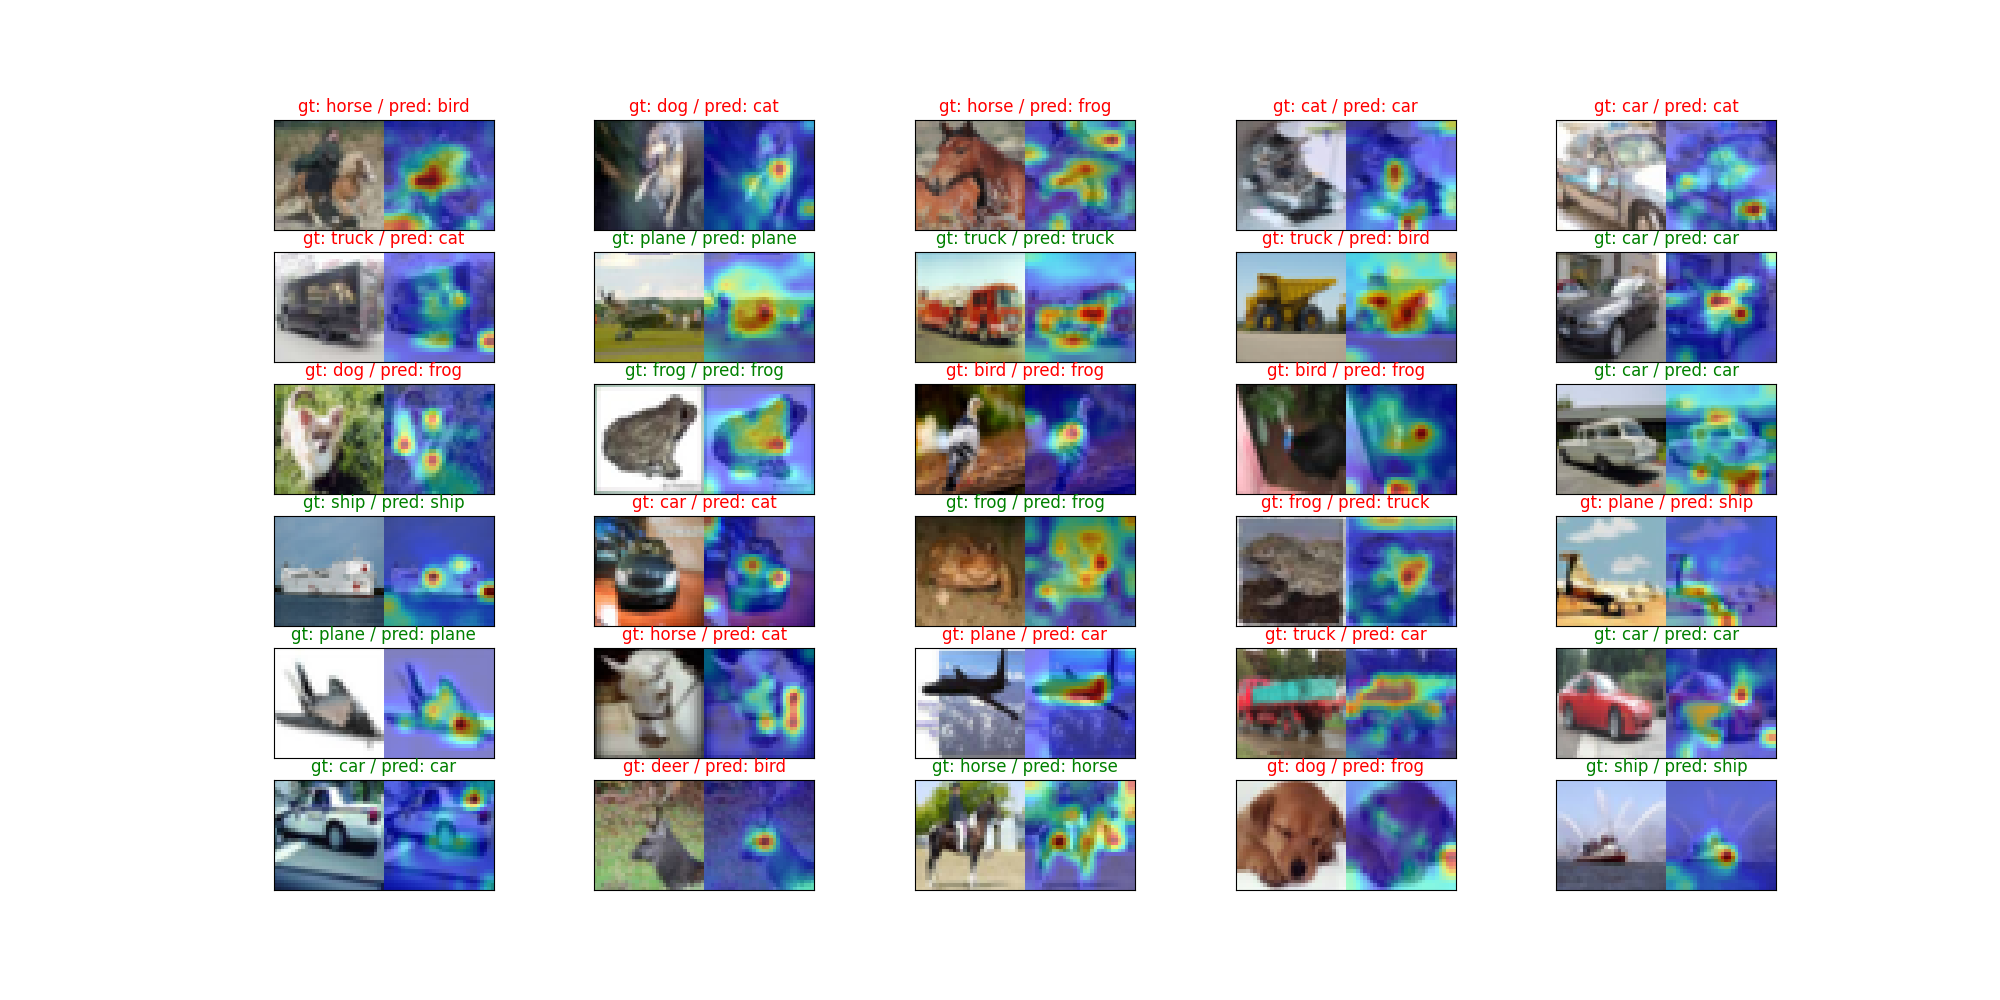 gt: horse / pred: bird
gt: dog / pred: cat
gt: horse / pred: frog
gt: cat / pred: car
gt: car / pred: cat
gt: truck / pred: cat
gt: plane / pred: plane
gt: truck / pred: truck
gt: truck / pred: bird
gt: car / pred: car
gt: dog / pred: frog
gt: frog / pred: frog
gt: bird / pred: frog
gt: bird / pred: frog
gt: car / pred: car
gt: ship / pred: ship
gt: car / pred: cat
gt: frog / pred: frog
gt: frog / pred: truck
gt: plane / pred: ship
gt: plane / pred: plane
gt: horse / pred: cat
gt: plane / pred: car
gt: truck / pred: car
gt: car / pred: car
gt: car / pred: car
gt: deer / pred: bird
gt: horse / pred: horse
gt: dog / pred: frog
gt: ship / pred: ship